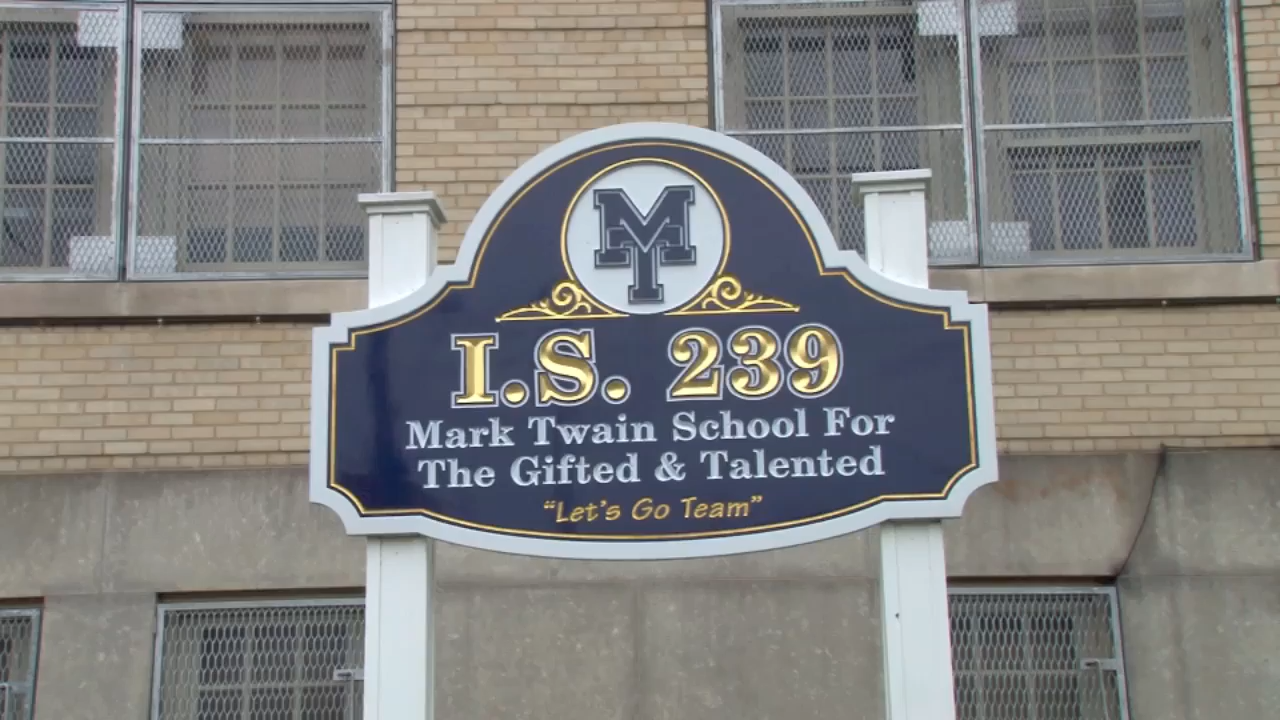 MT
I.S. 239
Mark Twain School For
The Gifted & Talented
"Let's Go Team"